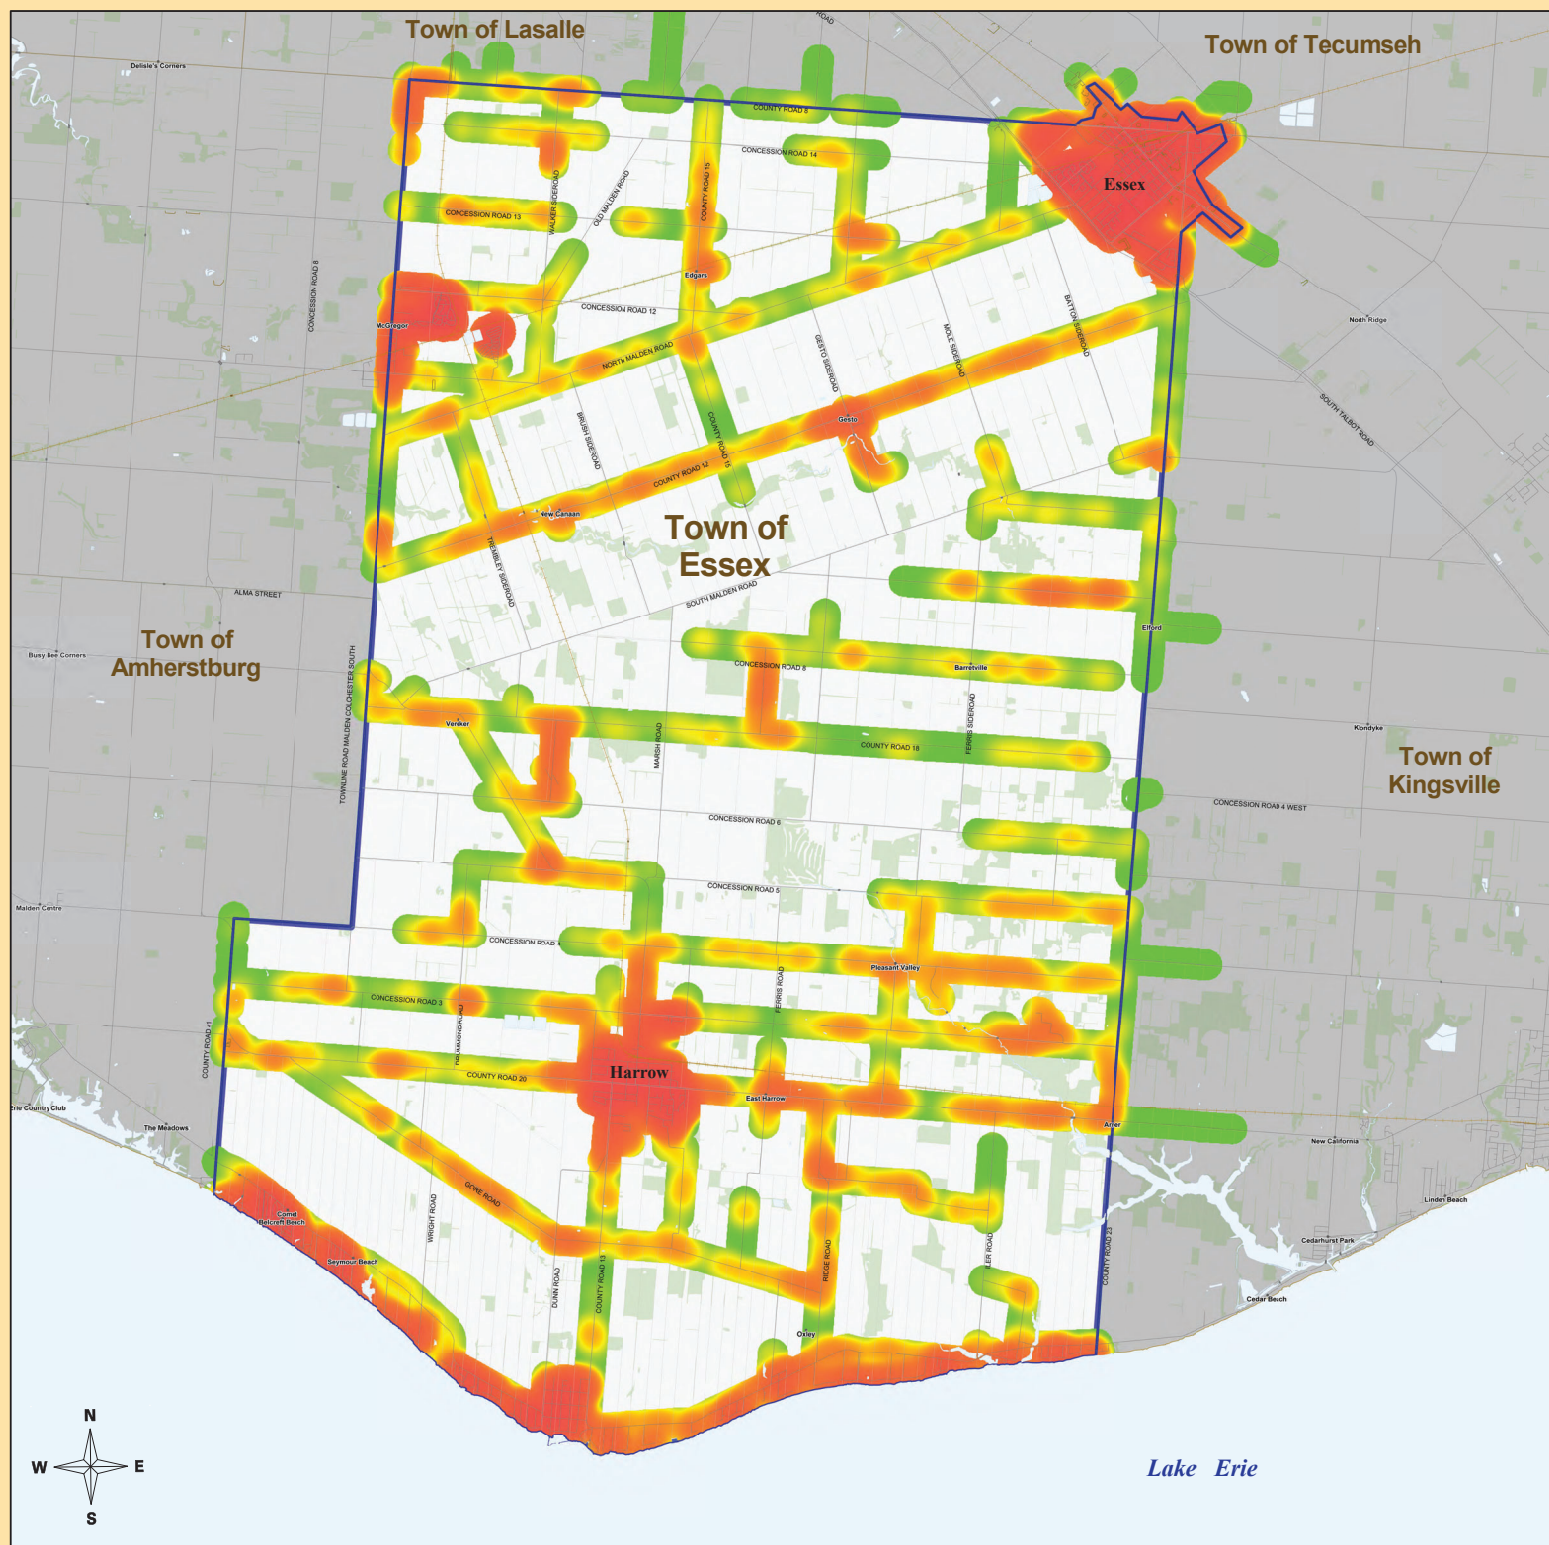 Town of Lasalle
Town of Tecumseh
Delisle's Corners
ROAD
COUNTY ROAD 8
CONCESSION ROAD 14
COUNTY ROAD 15
WALKER SIDEROAD
OLD MALDEN ROAD
Essex
CONCESSION ROAD 13
CONCESSION ROAD 8
Edgars
CONCESSION ROAD 12
McGregor
North Ridge
BATTON SIDEROAD
MOLE SIDEROAD
GESTO SIDEROAD
NORTH MALDEN ROAD
SOUTH TALBOT ROAD
Gesto
BRUSH SIDEROAD
COUNTY ROAD 15
COUNTY ROAD 12
New Canaan
Town of
Essex
TREMBLEY SIDEROAD
SOUTH MALDEN ROAD
ALMA STREET
Town of
Amherstburg
Elford
Busy Bee Corners
CONCESSION ROAD 8
Barretville
TOWNLINE ROAD MALDEN COLCHESTER SOUTH
Venker
MARSH ROAD
FERRIS SIDEROAD
COUNTY ROAD 18
Kondyke
Town of
Kingsville
CONCESSION ROAD 4 WEST
CONCESSION ROAD 6
CONCESSION ROAD 5
Malden Centre
CONCESSION ROAD
Pleasant Valley
FERRIS ROAD
CONCESSION ROAD 3
COUNTY ROAD 41
Harrow
COUNTY ROAD 20
East Harrow
Arner
The Meadows
New California
GORE ROAD
WRIGHT ROAD
Linden Beach
Belcreft Beach
Seymour Beach
RIDGE ROAD
ILER ROAD
COUNTY ROAD 23
Cedarhurst Park
DUNN ROAD
COUNTY ROAD 13
Cedar Beach
Oxley
N
W
E
S
Lake Erie